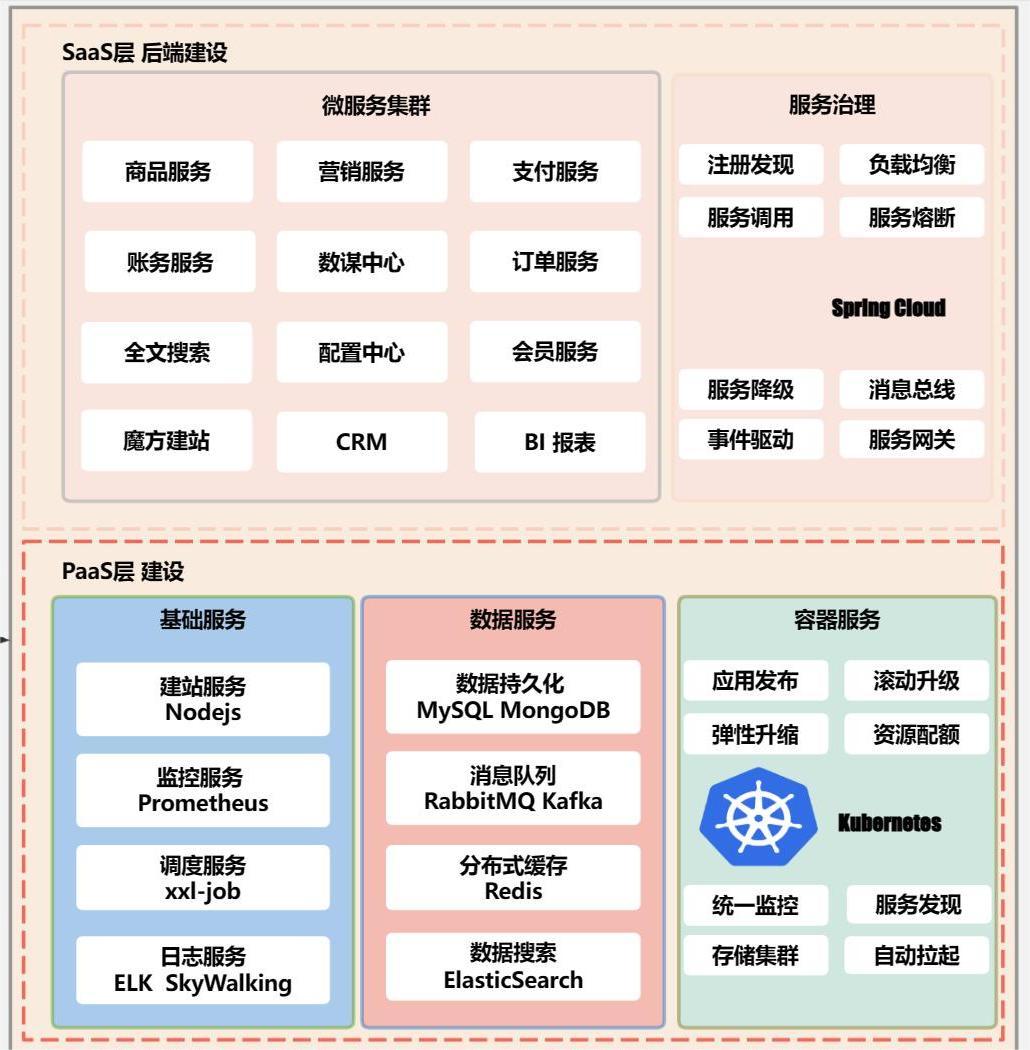 SaaS层 后端建设
微服务集群
商品服务
营销服务
支付服务
账务服务
数谋中心
订单服务
全文搜索
配置中心
会员服务
魔方建站
CRM
BI 报表
服务治理
注册发现
负载均衡
服务调用
服务熔断
Spring Cloud
服务降级
消息总线
事件驱动
服务网关
PaaS层 建设
基础服务
建站服务
Nodejs
监控服务
Prometheus
调度服务
xxl-job
日志服务
ELK  SkyWalking
数据服务
数据持久化
MySQL MongoDB
消息队列
RabbitMQ Kafka
分布式缓存
Redis
数据搜索
ElasticSearch
容器服务
应用发布
滚动升级
弹性升缩
资源配额
Kubernetes
统一监控
服务发现
存储集群
自动拉起